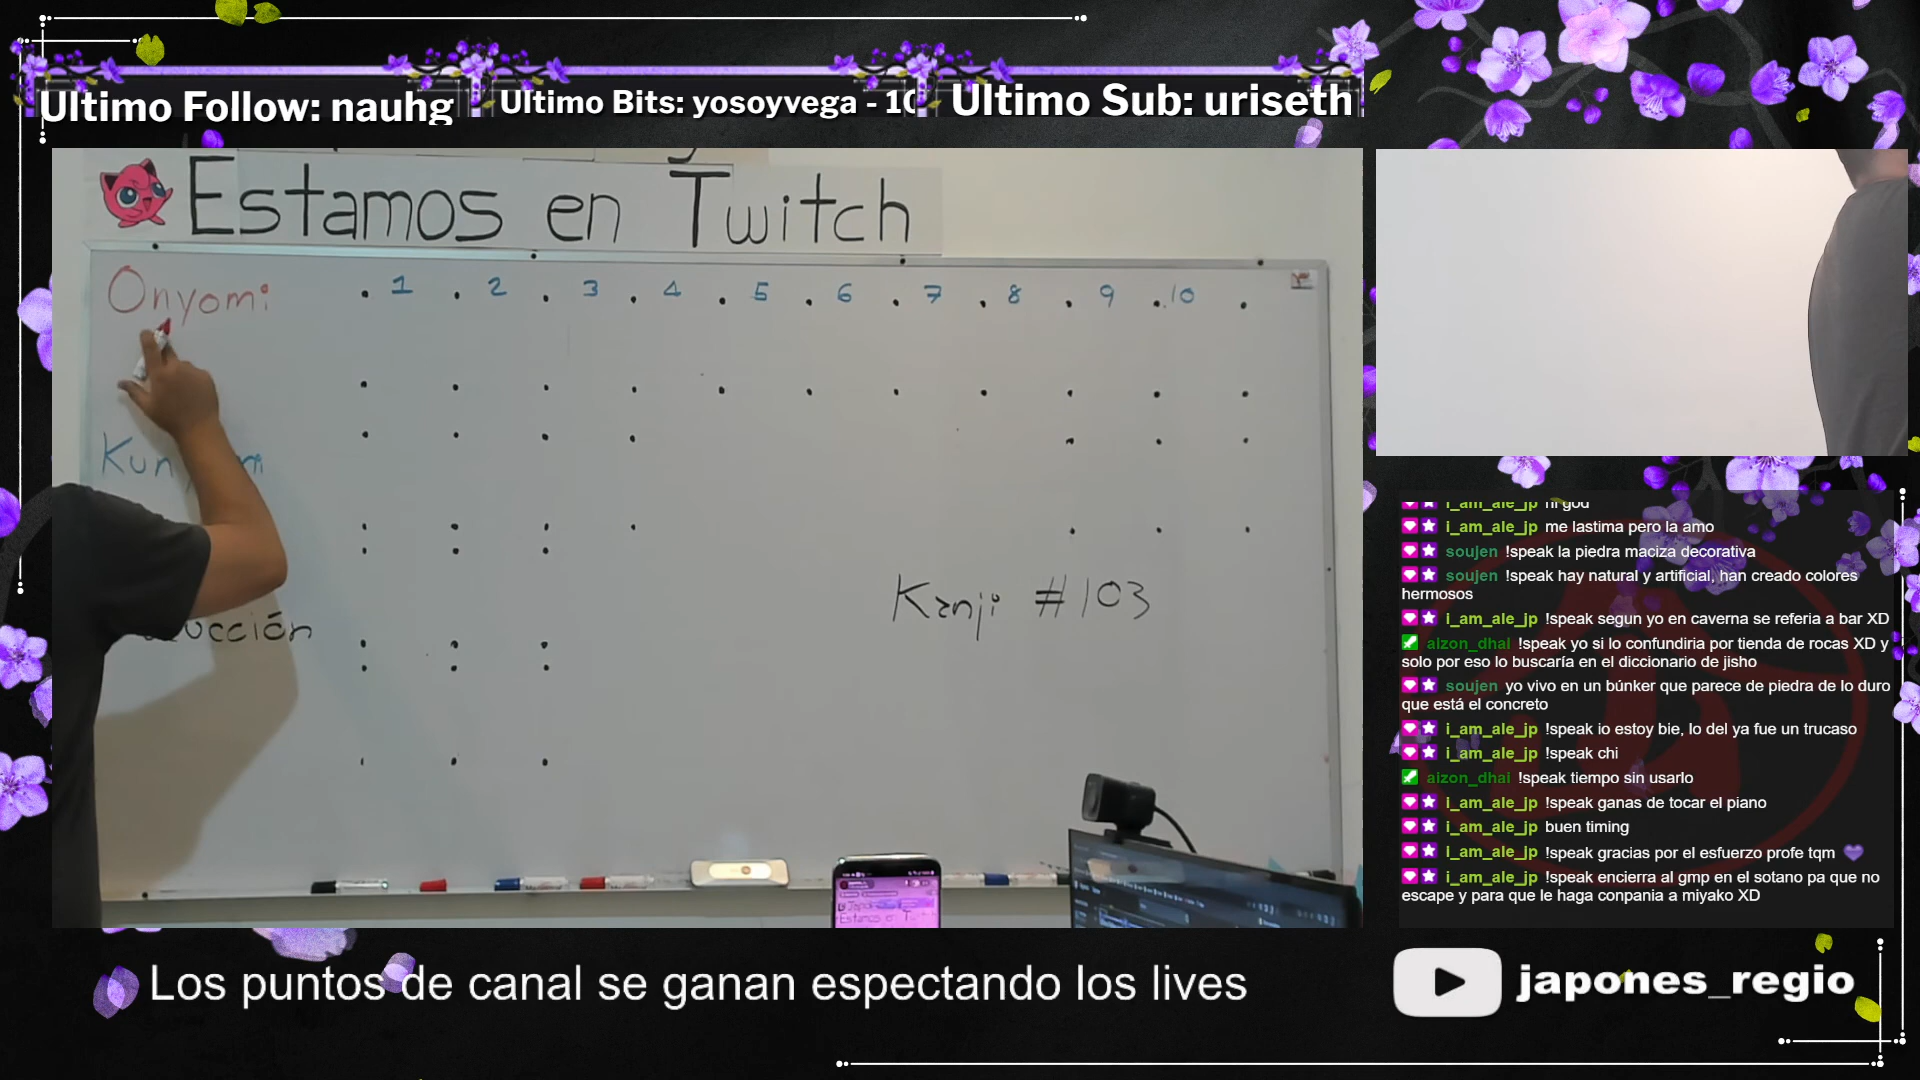 Ultimo Follow: nauhg
Ultimo Bits: yosoyvega - 10
Ultimo Sub: uriseth
Estamos en Twitch
Onyomi 1 2 3 4 5 6 7 8 9 10
Kun
ucción
Kanji #103
i_am_ale_jp ni god
i_am_ale_jp me lastima pero la amo
soujen !speak la piedra maciza decorativa
soujen !speak hay natural y artificial, han creado colores
hermosos
i_am_ale_jp !speak segun yo en caverna se referia a bar XD
aizon_dhai !speak yo si lo confundiria por tienda de rocas XD y
solo por eso lo buscaría en el diccionario de jisho
soujen yo vivo en un búnker que parece de piedra de lo duro
que está el concreto
i_am_ale_jp !speak io estoy bie, lo del ya fue un trucaso
i_am_ale_jp !speak chi
aizon_dhai !speak tiempo sin usarlo
i_am_ale_jp !speak ganas de tocar el piano
i_am_ale_jp buen timing
i_am_ale_jp !speak gracias por el esfuerzo profe tqm 💜
i_am_ale_jp !speak encierra al gmp en el sotano pa que no
escape y para que le haga conpania a miyako XD
Los puntos de canal se ganan espectando los lives
japones_regio